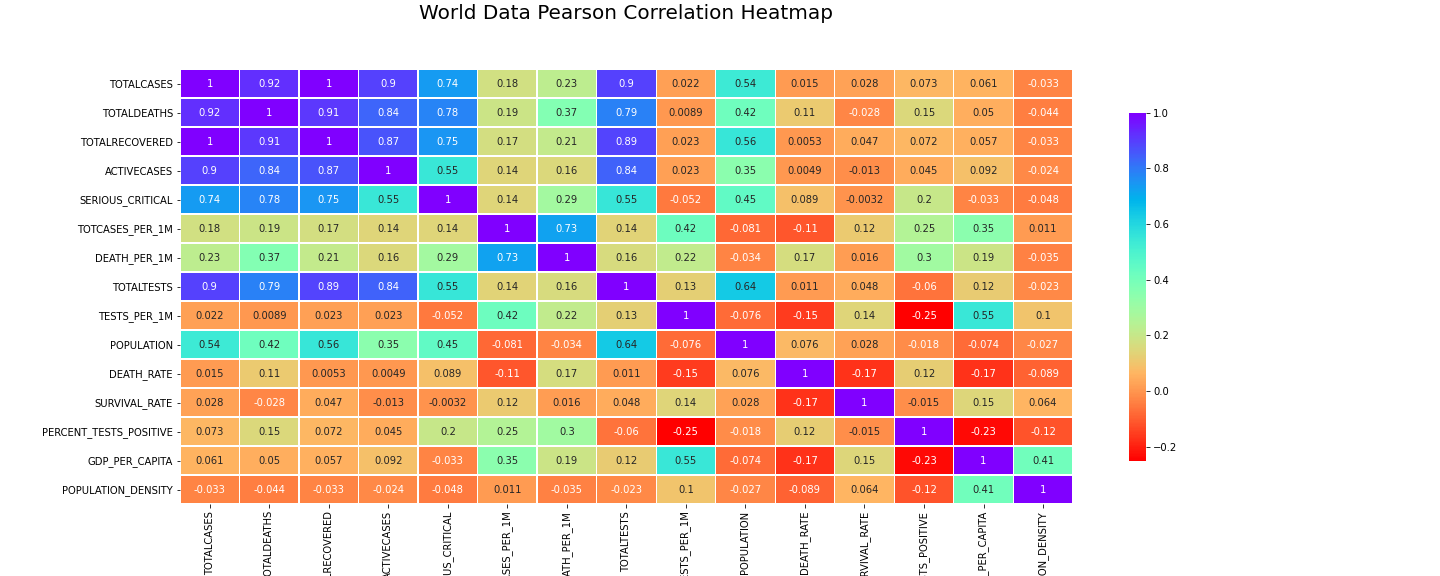 World Data Pearson Correlation Heatmap
TOTALCASES 1 0.92 1 0.9 0.74 0.18 0.23 0.9 0.022 0.54 0.015 0.028 0.073 0.061 -0.033
TOTALDEATHS 0.92 1 0.91 0.84 0.78 0.19 0.37 0.79 0.0089 0.42 0.11 -0.028 0.15 0.05 -0.044
TOTALRECOVERED 1 0.91 1 0.87 0.75 0.17 0.21 0.89 0.023 0.56 0.0053 0.047 0.072 0.057 -0.033
ACTIVECASES 0.9 0.84 0.87 1 0.55 0.14 0.16 0.84 0.023 0.35 0.0049 -0.013 0.045 0.092 -0.024
SERIOUS_CRITICAL 0.74 0.78 0.75 0.55 1 0.14 0.29 0.55 -0.052 0.45 0.089 -0.0032 0.2 -0.033 -0.048
TOTCASES_PER_1M 0.18 0.19 0.17 0.14 0.14 1 0.73 0.14 0.42 -0.081 -0.11 0.12 0.25 0.35 0.011
DEATH_PER_1M 0.23 0.37 0.21 0.16 0.29 0.73 1 0.16 0.22 -0.034 0.17 0.016 0.3 0.19 -0.035
TOTALTESTS 0.9 0.79 0.89 0.84 0.55 0.14 0.16 1 0.13 0.64 0.011 0.048 -0.06 0.12 -0.023
TESTS_PER_1M 0.022 0.0089 0.023 0.023 -0.052 0.42 0.22 0.13 1 -0.076 -0.15 0.14 -0.25 0.55 0.1
POPULATION 0.54 0.42 0.56 0.35 0.45 -0.081 -0.034 0.64 -0.076 1 0.076 0.028 -0.018 -0.074 -0.027
DEATH_RATE 0.015 0.11 0.0053 0.0049 0.089 -0.11 0.17 0.011 -0.15 0.076 1 -0.17 0.12 -0.17 -0.089
SURVIVAL_RATE 0.028 -0.028 0.047 -0.013 -0.0032 0.12 0.016 0.048 0.14 0.028 -0.17 1 -0.015 0.15 0.064
PERCENT_TESTS_POSITIVE 0.073 0.15 0.072 0.045 0.2 0.25 0.3 -0.06 -0.25 -0.018 0.12 -0.015 1 -0.23 -0.12
GDP_PER_CAPITA 0.061 0.05 0.057 0.092 -0.033 0.35 0.19 0.12 0.55 -0.074 -0.17 0.15 -0.23 1 0.41
POPULATION_DENSITY -0.033 -0.044 -0.033 -0.024 -0.048 0.011 -0.035 -0.023 0.1 -0.027 -0.089 0.064 -0.12 0.41 1
TOTALCASES
OTALDEATHS
LRECOVERED
ACTIVECASES
US_CRITICAL
SES_PER_1M
ATH_PER_1M
TOTALTESTS
STS_PER_1M
POPULATION
DEATH_RATE
RVIVAL_RATE
TS_POSITIVE
_PER_CAPITA
ON_DENSITY
1.0
0.8
0.6
0.4
0.2
0.0
−0.2